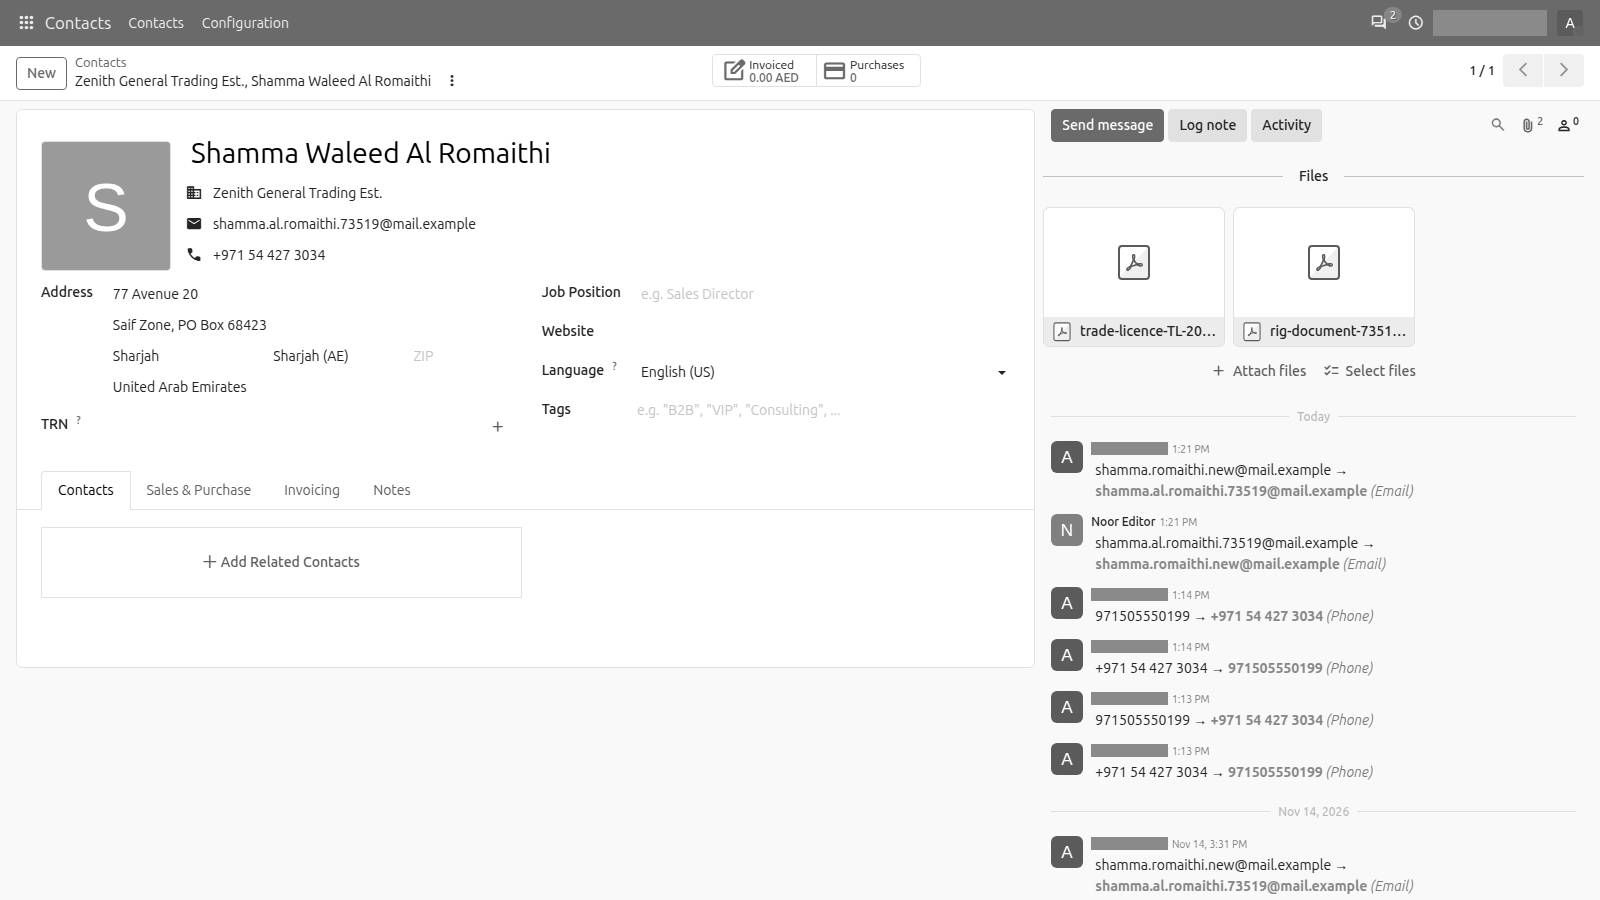 Contacts
Contacts
Configuration
2
A
New
Contacts
Zenith General Trading Est., Shamma Waleed Al Romaithi
Invoiced
0.00 AED
Purchases
0
1 / 1
S
Shamma Waleed Al Romaithi
Zenith General Trading Est.
shamma.al.romaithi.73519@mail.example
+971 54 427 3034
Address
77 Avenue 20
Saif Zone, PO Box 68423
Sharjah
Sharjah (AE)
ZIP
United Arab Emirates
TRN ?
Job Position
e.g. Sales Director
Website
Language ?
English (US)
Tags
e.g. "B2B", "VIP", "Consulting", ...
Contacts
Sales & Purchase
Invoicing
Notes
Add Related Contacts
Send message
Log note
Activity
2
0
Files
trade-licence-TL-20...
rig-document-7351...
Attach files
Select files
Today
A
1:21 PM
shamma.romaithi.new@mail.example →
shamma.al.romaithi.73519@mail.example (Email)
N
Noor Editor 1:21 PM
shamma.al.romaithi.73519@mail.example →
shamma.romaithi.new@mail.example (Email)
A
1:14 PM
971505550199 → +971 54 427 3034 (Phone)
A
1:14 PM
+971 54 427 3034 → 971505550199 (Phone)
A
1:13 PM
971505550199 → +971 54 427 3034 (Phone)
A
1:13 PM
+971 54 427 3034 → 971505550199 (Phone)
Nov 14, 2026
A
Nov 14, 3:31 PM
shamma.romaithi.new@mail.example →
shamma.al.romaithi.73519@mail.example (Email)